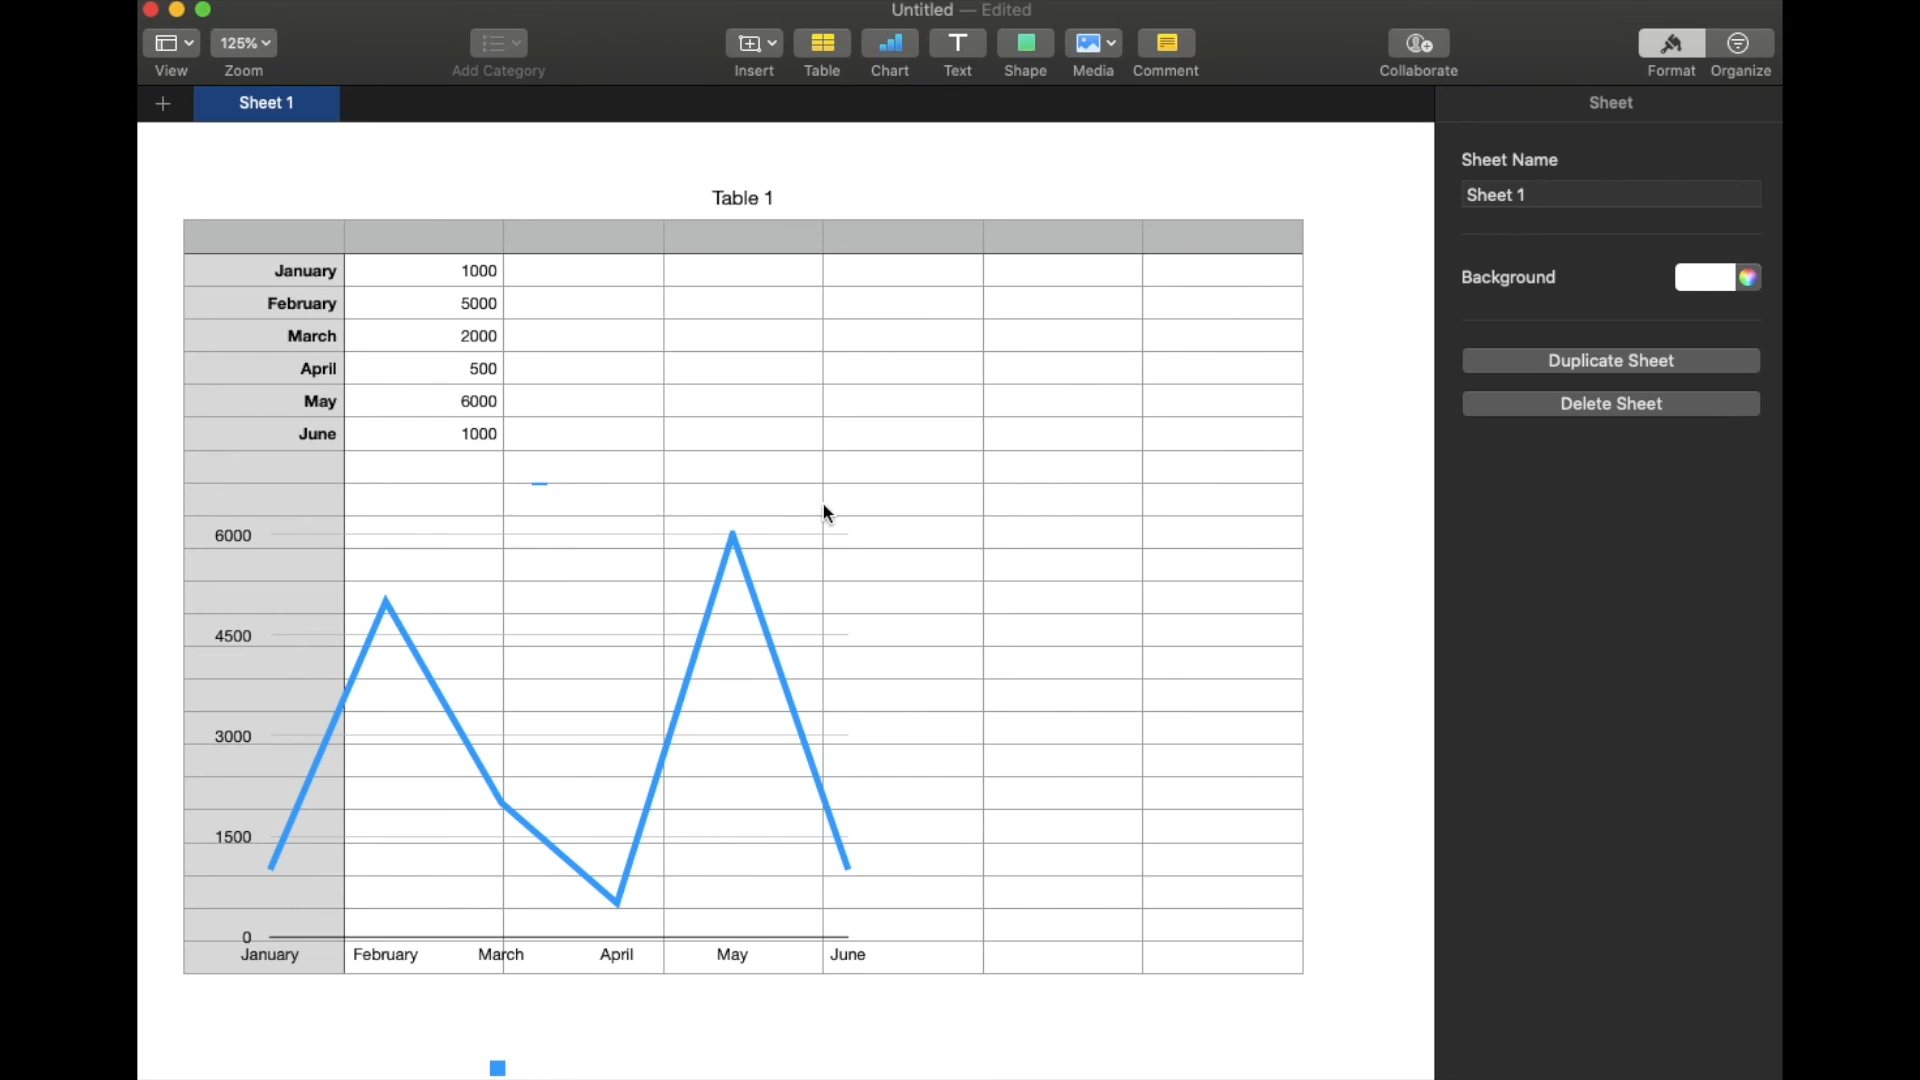 Untitled — Edited
125%
View Zoom Add Category Insert Table Chart Text Shape Media Comment Collaborate Format Organize
Sheet 1
Sheet
Sheet Name
Sheet 1
Background
Duplicate Sheet
Delete Sheet
Table 1
January 1000
February 5000
March 2000
April 500
May 6000
June 1000
6000
4500
3000
1500
0
January February March April May June